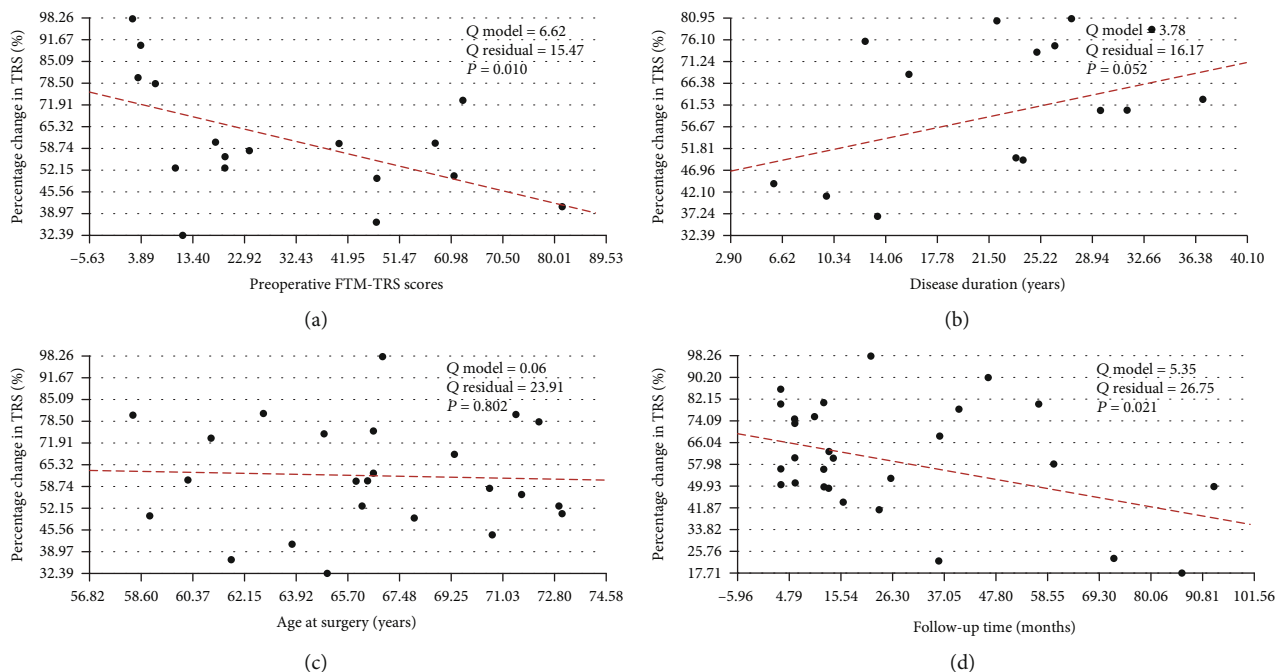 98.26
91.67
85.09
78.50
71.91
65.32
58.74
52.15
45.56
38.97
32.39
Percentage change in TRS (%)
Q model = 6.62
Q residual = 15.47
P = 0.010
−5.63 3.89 13.40 22.92 32.43 41.95 51.47 60.98 70.50 80.01 89.53
Preoperative FTM-TRS scores
(a)
80.95
76.10
71.24
66.38
61.53
56.67
51.81
46.96
42.10
37.24
32.39
Percentage change in TRS (%)
Q model = 3.78
Q residual = 16.17
P = 0.052
2.90 6.62 10.34 14.06 17.78 21.50 25.22 28.94 32.66 36.38 40.10
Disease duration (years)
(b)
98.26
91.67
85.09
78.50
71.91
65.32
58.74
52.15
45.56
38.97
32.39
Percentage change in TRS (%)
Q model = 0.06
Q residual = 23.91
P = 0.802
56.82 58.60 60.37 62.15 63.92 65.70 67.48 69.25 71.03 72.80 74.58
Age at surgery (years)
(c)
98.26
90.20
82.15
74.09
66.04
57.98
49.93
41.87
33.82
25.76
17.71
Percentage change in TRS (%)
Q model = 5.35
Q residual = 26.75
P = 0.021
−5.96 4.79 15.54 26.30 37.05 47.80 58.55 69.30 80.06 90.81 101.56
Follow-up time (months)
(d)